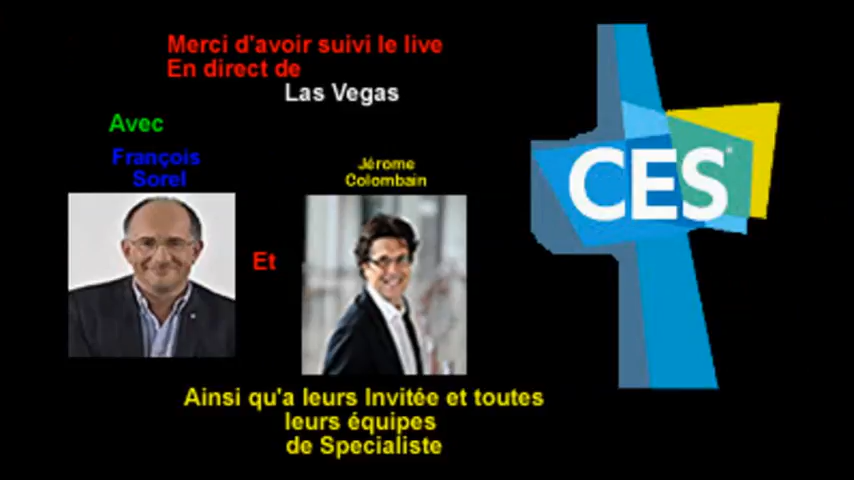 Merci d'avoir suivi le live
En direct de
Las Vegas
Avec
François
Sorel
Jérome
Colombain
Et
CES
Ainsi qu'a leurs Invitée et toutes
leurs équipes
de Specialiste